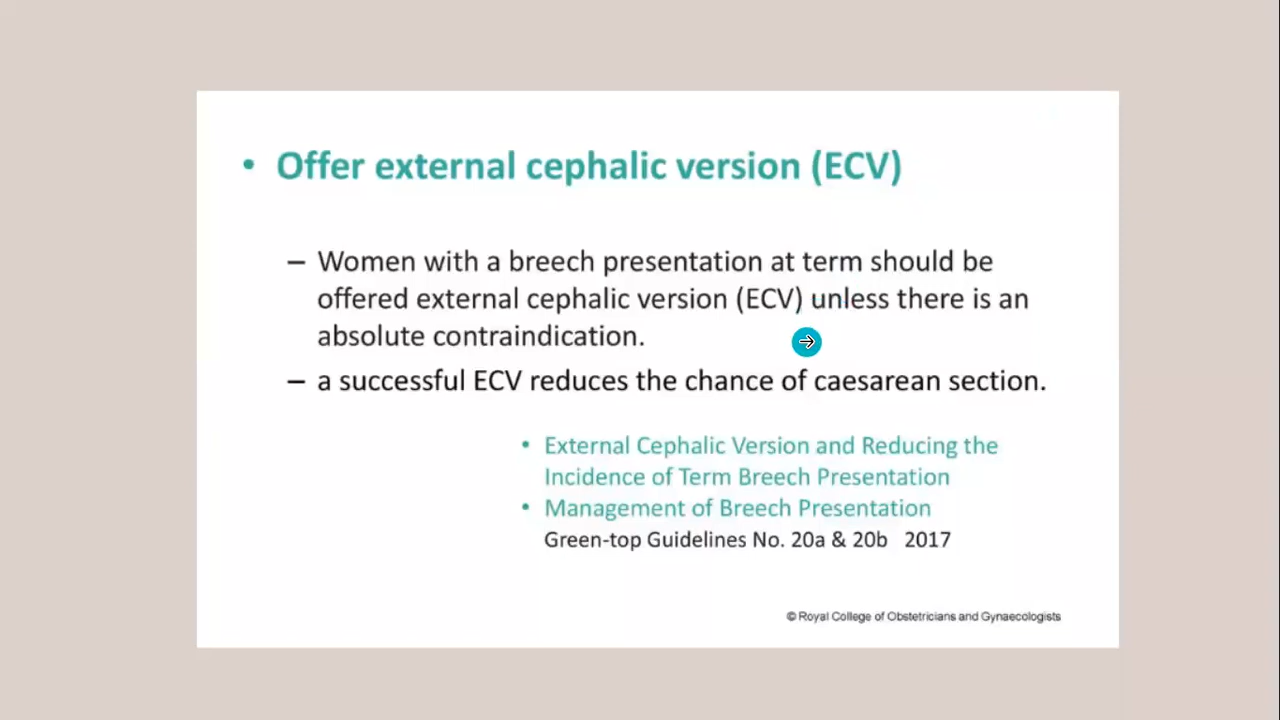 • Offer external cephalic version (ECV)
– Women with a breech presentation at term should be
offered external cephalic version (ECV) unless there is an
absolute contraindication.
– a successful ECV reduces the chance of caesarean section.
• External Cephalic Version and Reducing the
Incidence of Term Breech Presentation
• Management of Breech Presentation
Green-top Guidelines No. 20a & 20b 2017
© Royal College of Obstetricians and Gynaecologists